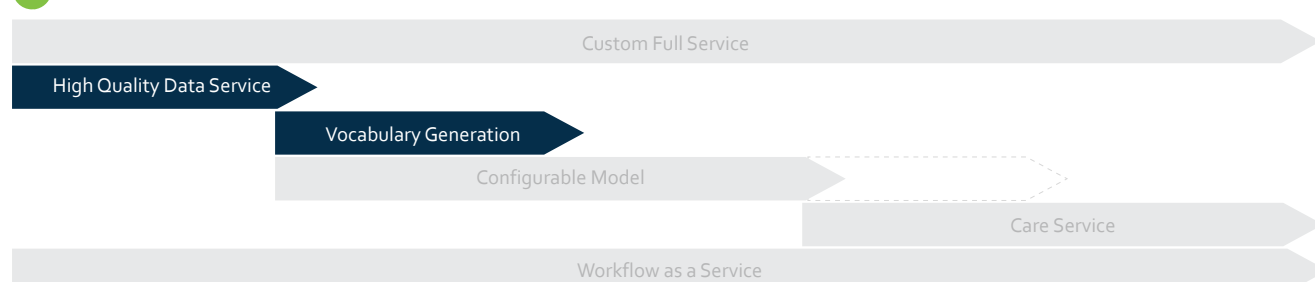 Custom Full Service
High Quality Data Service
Vocabulary Generation
Configurable Model
Care Service
Workflow as a Service